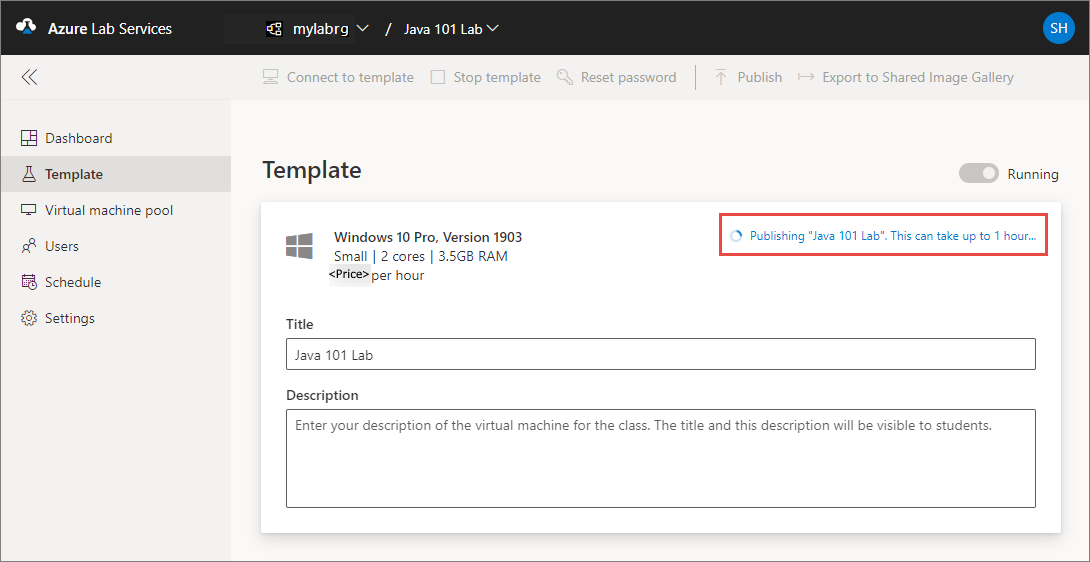 Azure Lab Services mylabrg / Java 101 Lab SH
Connect to template Stop template Reset password Publish Export to Shared Image Gallery
Dashboard
Template
Virtual machine pool
Users
Schedule
Settings
Template
Running
Windows 10 Pro, Version 1903
Small | 2 cores | 3.5GB RAM
<Price> per hour
Publishing "Java 101 Lab". This can take up to 1 hour...
Title
Java 101 Lab
Description
Enter your description of the virtual machine for the class. The title and this description will be visible to students.